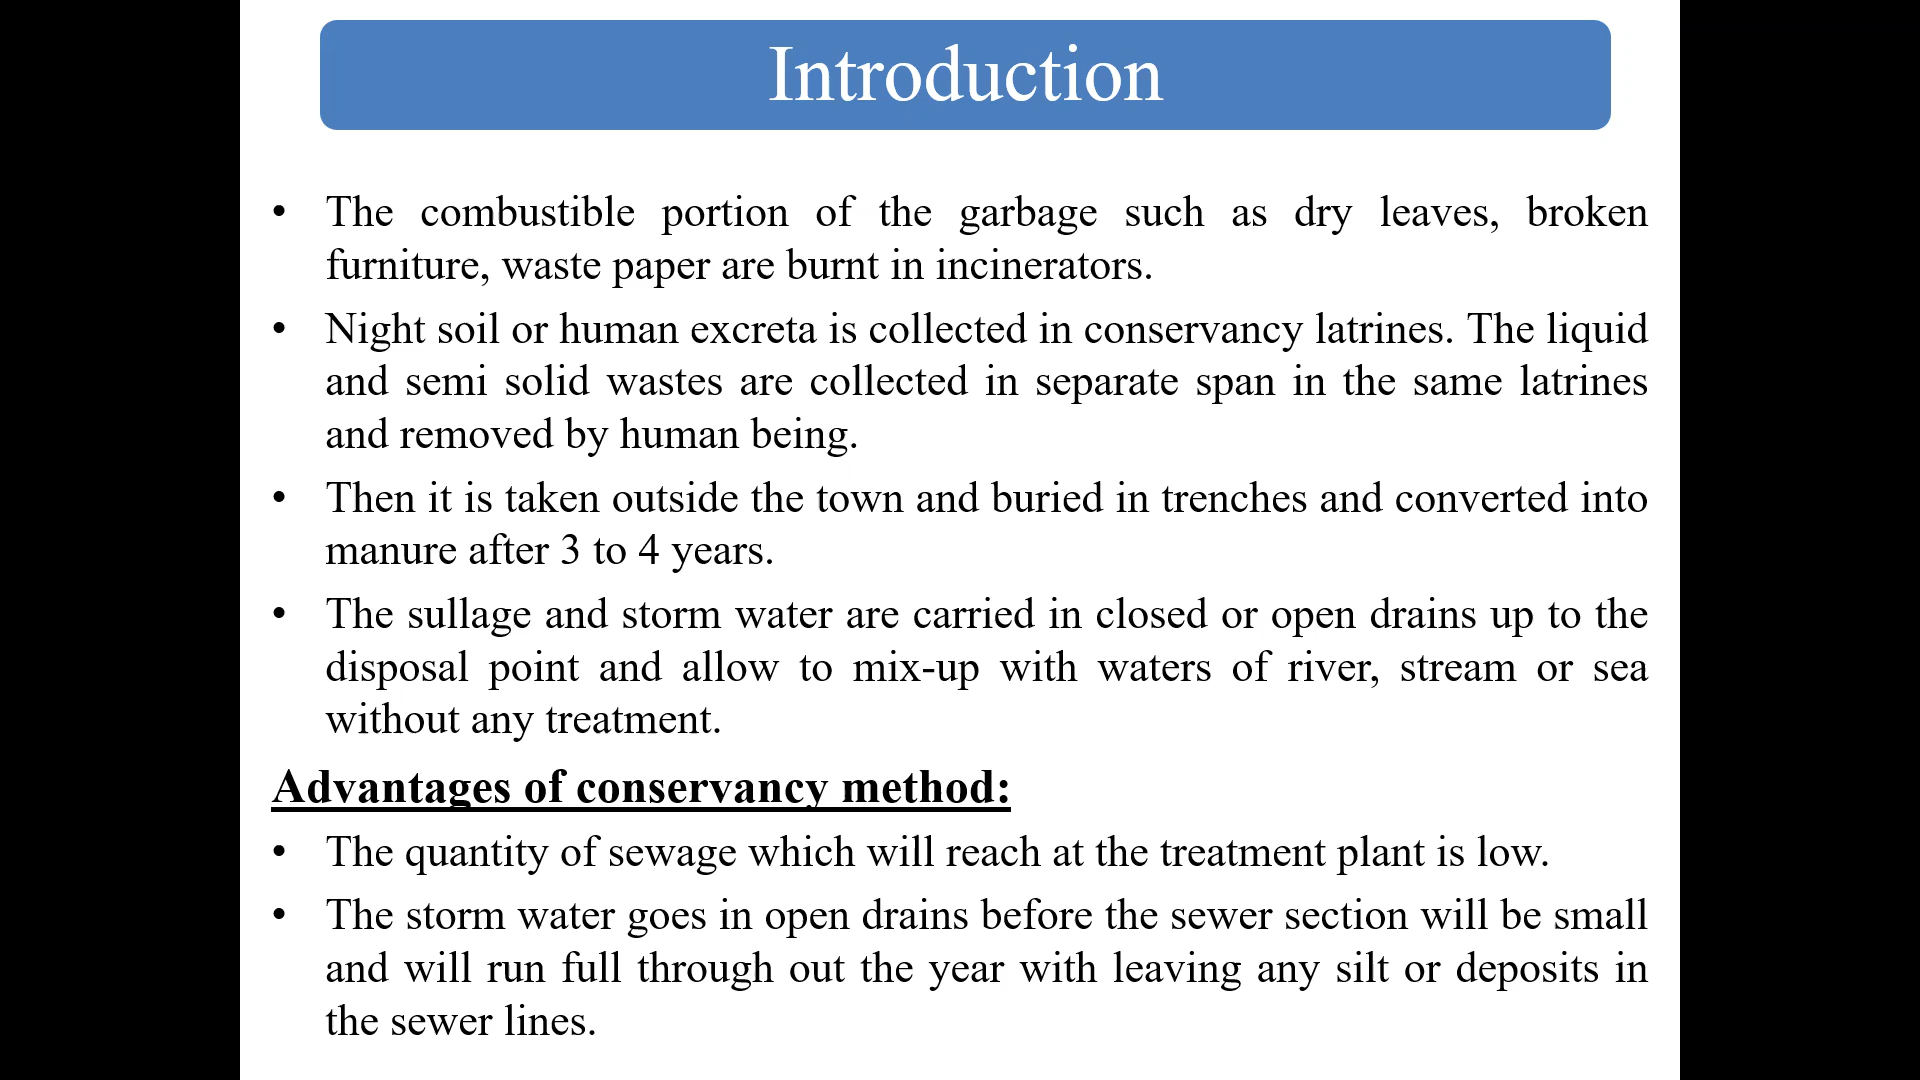 Introduction
• The combustible portion of the garbage such as dry leaves, broken
furniture, waste paper are burnt in incinerators.
• Night soil or human excreta is collected in conservancy latrines. The liquid
and semi solid wastes are collected in separate span in the same latrines
and removed by human being.
• Then it is taken outside the town and buried in trenches and converted into
manure after 3 to 4 years.
• The sullage and storm water are carried in closed or open drains up to the
disposal point and allow to mix-up with waters of river, stream or sea
without any treatment.
Advantages of conservancy method:
• The quantity of sewage which will reach at the treatment plant is low.
• The storm water goes in open drains before the sewer section will be small
and will run full through out the year with leaving any silt or deposits in
the sewer lines.